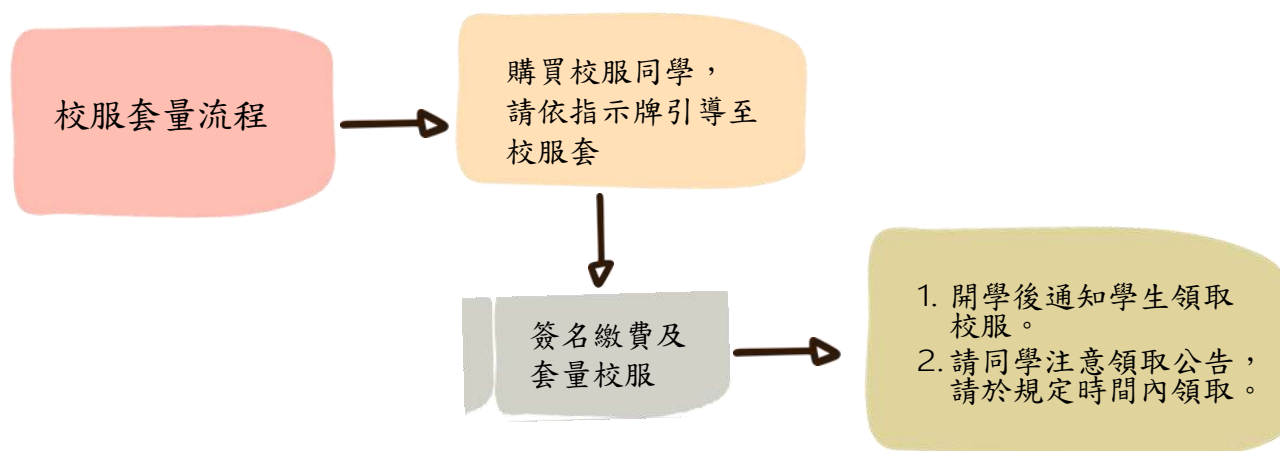 校服套量流程
購買校服同學，
請依指示牌引導至
校服套
簽名繳費及
套量校服
1. 開學後通知學生領取
校服。
2. 請同學注意領取公告，
請於規定時間內領取。